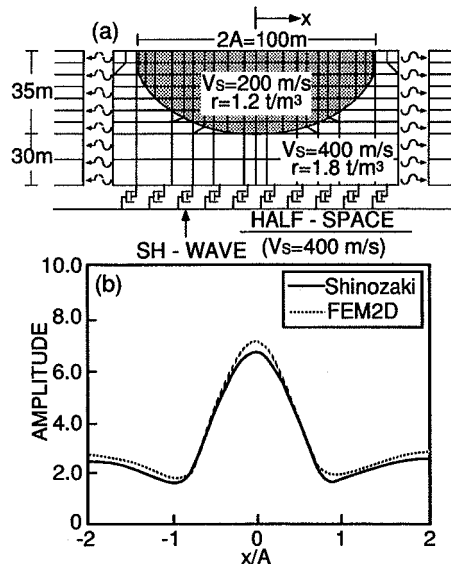 (a)
x
2A=100m
35m
30m
Vs=200 m/s
r=1.2 t/m³
Vs=400 m/s
r=1.8 t/m³
HALF - SPACE
SH - WAVE
(Vs=400 m/s)
(b)
Shinozaki
FEM2D
AMPLITUDE
10.0
8.0
6.0
4.0
2.0
0
-2
-1
0
1
2
x/A